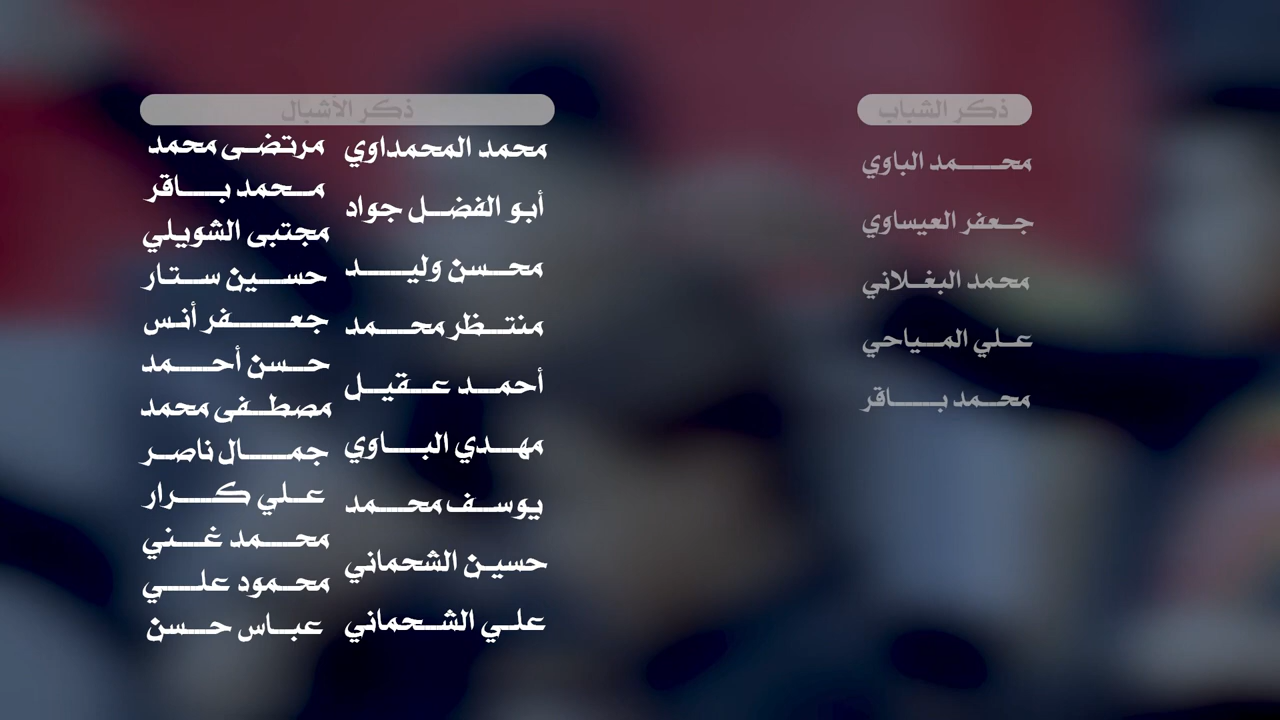 ذكر الشباب
محمد الباوي
جعفر العيساوي
محمد البغلاني
علي المياحي
محمد باقر
ذكر الأشبال
محمد المحمداوي
أبو الفضل جواد
محسن وليد
منتظر محمد
أحمد عقيل
مهدي الباوي
يوسف محمد
حسين الشحماني
علي الشحماني
مرتضى محمد
محمد باقر
مجتبى الشويلي
حسين ستار
جعفر أنس
حسن أحمد
مصطفى محمد
جمال ناصر
علي كرار
محمد غني
محمود علي
عباس حسن